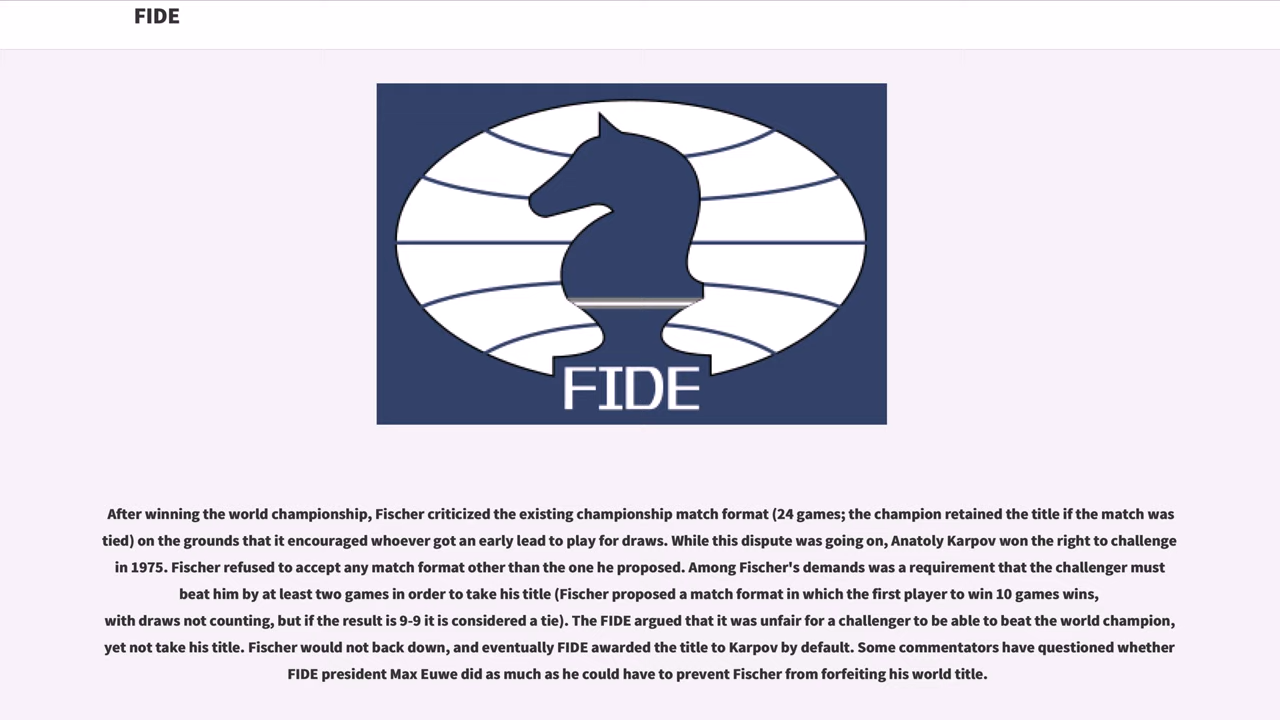 FIDE
FIDE
After winning the world championship, Fischer criticized the existing championship match format (24 games; the champion retained the title if the match was
tied) on the grounds that it encouraged whoever got an early lead to play for draws. While this dispute was going on, Anatoly Karpov won the right to challenge
in 1975. Fischer refused to accept any match format other than the one he proposed. Among Fischer's demands was a requirement that the challenger must
beat him by at least two games in order to take his title (Fischer proposed a match format in which the first player to win 10 games wins,
with draws not counting, but if the result is 9-9 it is considered a tie). The FIDE argued that it was unfair for a challenger to be able to beat the world champion,
yet not take his title. Fischer would not back down, and eventually FIDE awarded the title to Karpov by default. Some commentators have questioned whether
FIDE president Max Euwe did as much as he could have to prevent Fischer from forfeiting his world title.